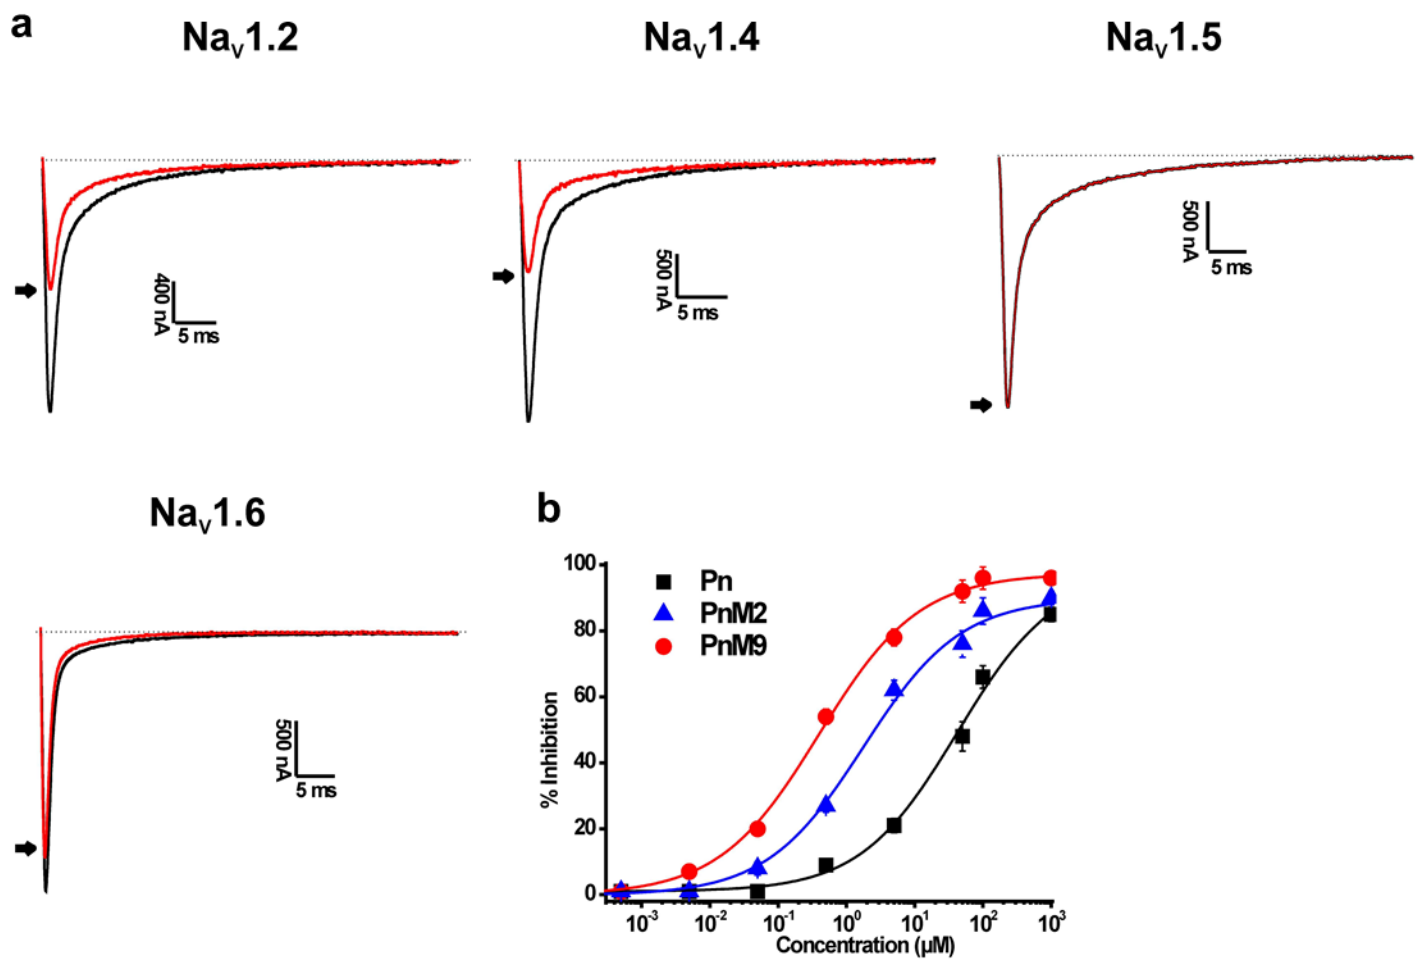 a
Nav1.2
Nav1.4
Nav1.5
400 nA
5 ms
500 nA
5 ms
500 nA
5 ms
Nav1.6
500 nA
5 ms
b
100
80
60
40
20
0
% Inhibition
Pn
PnM2
PnM9
10-3 10-2 10-1 100 101 102 103
Concentration (µM)